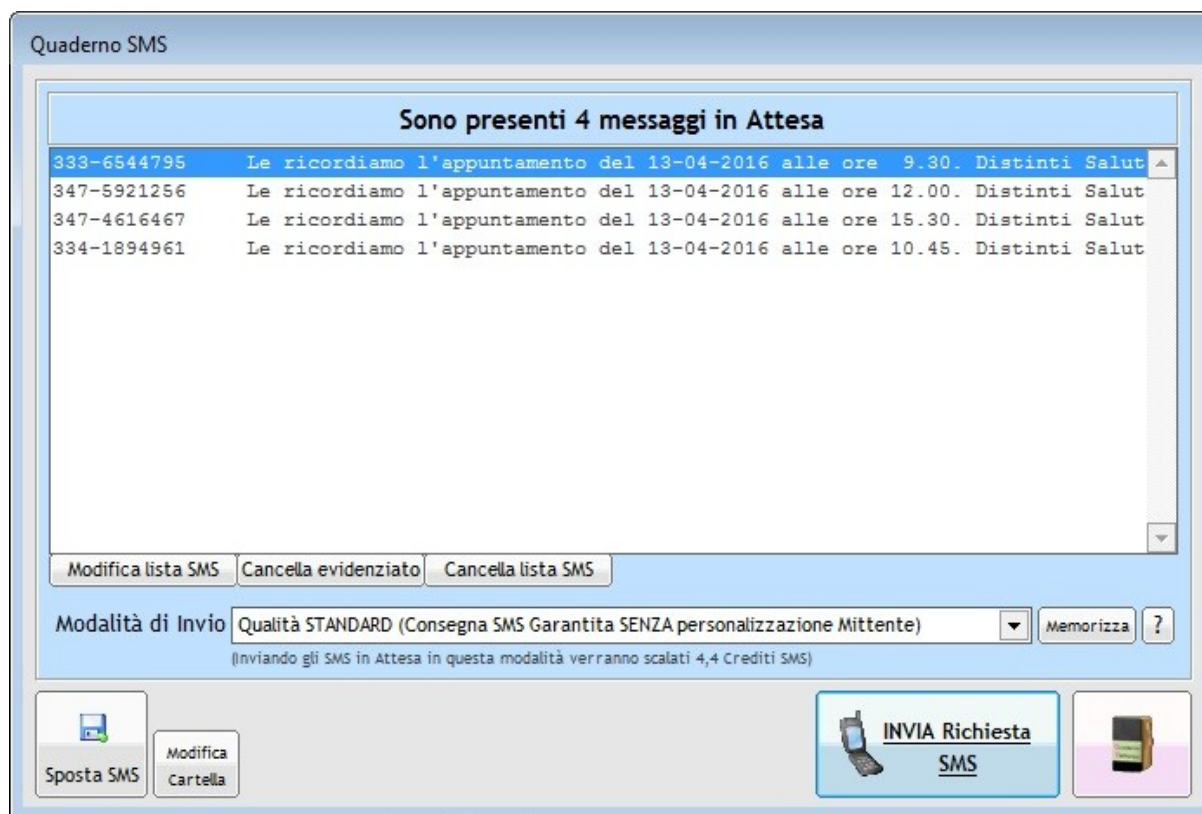 Quaderno SMS
Sono presenti 4 messaggi in Attesa
333-6544795 Le ricordiamo l'appuntamento del 13-04-2016 alle ore 9.30. Distinti Salut
347-5921256 Le ricordiamo l'appuntamento del 13-04-2016 alle ore 12.00. Distinti Salut
347-4616467 Le ricordiamo l'appuntamento del 13-04-2016 alle ore 15.30. Distinti Salut
334-1894961 Le ricordiamo l'appuntamento del 13-04-2016 alle ore 10.45. Distinti Salut
Modifica lista SMS Cancella evidenziato Cancella lista SMS
Modalità di Invio Qualità STANDARD (Consegna SMS Garantita SENZA personalizzazione Mittente) Memorizza ?
(Inviando gli SMS in Attesa in questa modalità verranno scalati 4,4 Crediti SMS)
Sposta SMS
Modifica
Cartella
INVIA Richiesta
SMS